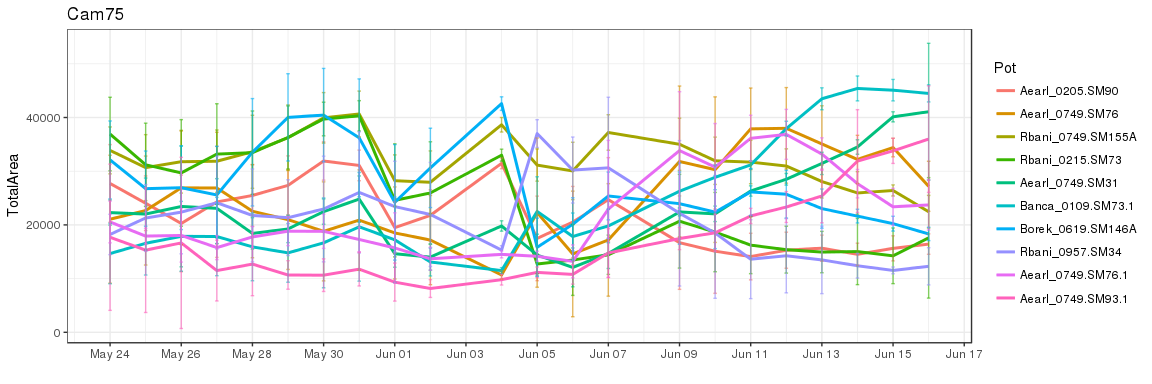 Cam75
TotalArea
40000
20000
0
May 24
May 26
May 28
May 30
Jun 01
Jun 03
Jun 05
Jun 07
Jun 09
Jun 11
Jun 13
Jun 15
Jun 17
Pot
Aearl_0205.SM90
Aearl_0749.SM76
Rbani_0749.SM155A
Rbani_0215.SM73
Aearl_0749.SM31
Banca_0109.SM73.1
Borek_0619.SM146A
Rbani_0957.SM34
Aearl_0749.SM76.1
Aearl_0749.SM93.1